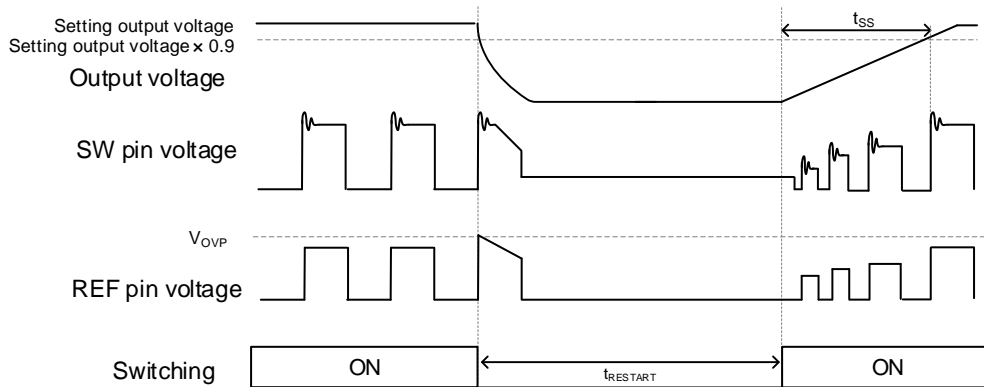 Setting output voltage
Setting output voltage × 0.9
Output voltage
tSS
SW pin voltage
VOVP
REF pin voltage
Switching
ON
tRESTART
ON